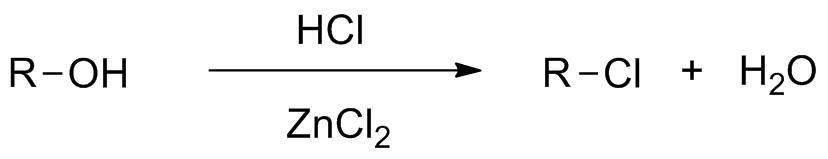 HCl
R–OH R–Cl + H₂O
ZnCl₂